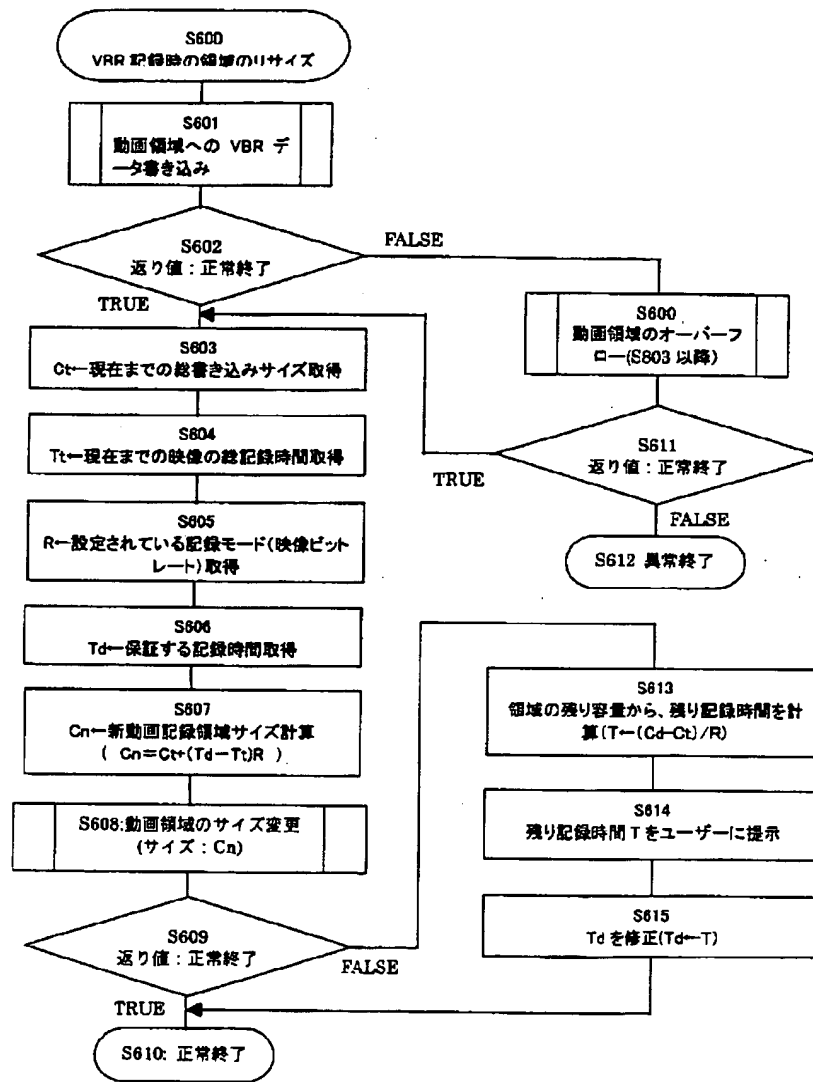 S600
VBR 記録時の領域のリサイズ
S601
動画領域への VBR デ
ータ書き込み
S602
返り値：正常終了
FALSE
TRUE
S600
動画領域のオーバーフ
ロー(S803 以降)
S603
Ct←現在までの総書き込みサイズ取得
S611
返り値：正常終了
TRUE
FALSE
S612 異常終了
S604
Tt←現在までの映像の総記録時間取得
S605
R←設定されている記録モード(映像ビット
レート)取得
S606
Td←保証する記録時間取得
S607
Cn←新動画記録領域サイズ計算
( Cn＝Ct+(Td－Tt)R )
S608:動画領域のサイズ変更
(サイズ：Cn)
S609
返り値：正常終了
FALSE
TRUE
S610: 正常終了
S613
領域の残り容量から、残り記録時間を計
算(T←(Cd-Ct)/R)
S614
残り記録時間 T をユーザーに提示
S615
Td を修正(Td←T)